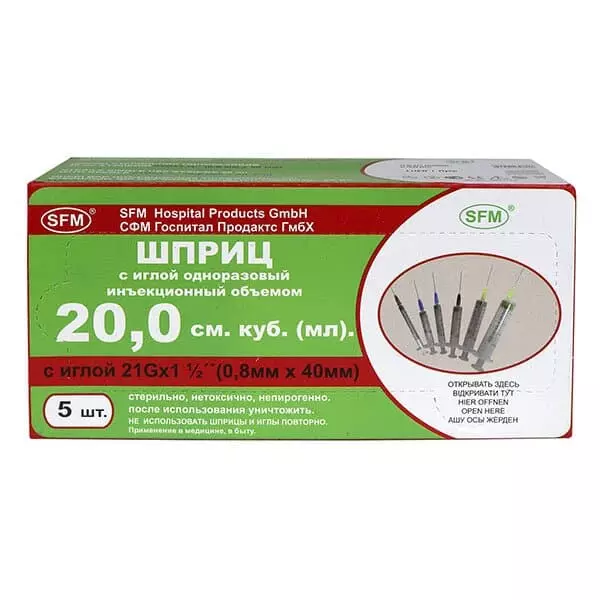 SFM®
SFM Hospital Products GmbH
СФМ Госпитал Продактс ГмбХ
ШПРИЦ
с иглой одноразовый
инъекционный объемом
20,0 см. куб. (мл).
с иглой 21Gx1 ½´´(0,8мм x 40мм)
5 шт.
стерильно, нетоксично, непирогенно.
после использования уничтожить.
НЕ ИСПОЛЬЗОВАТЬ ШПРИЦЫ И ИГЛЫ ПОВТОРНО.
Применение в медицине, в быту.
SFM®
ОТКРЫВАТЬ ЗДЕСЬ
ВІДКРИВАТИ ТУТ
HIER OFFNEN
OPEN HERE
АШУ ОСЫ ЖЕРДЕН